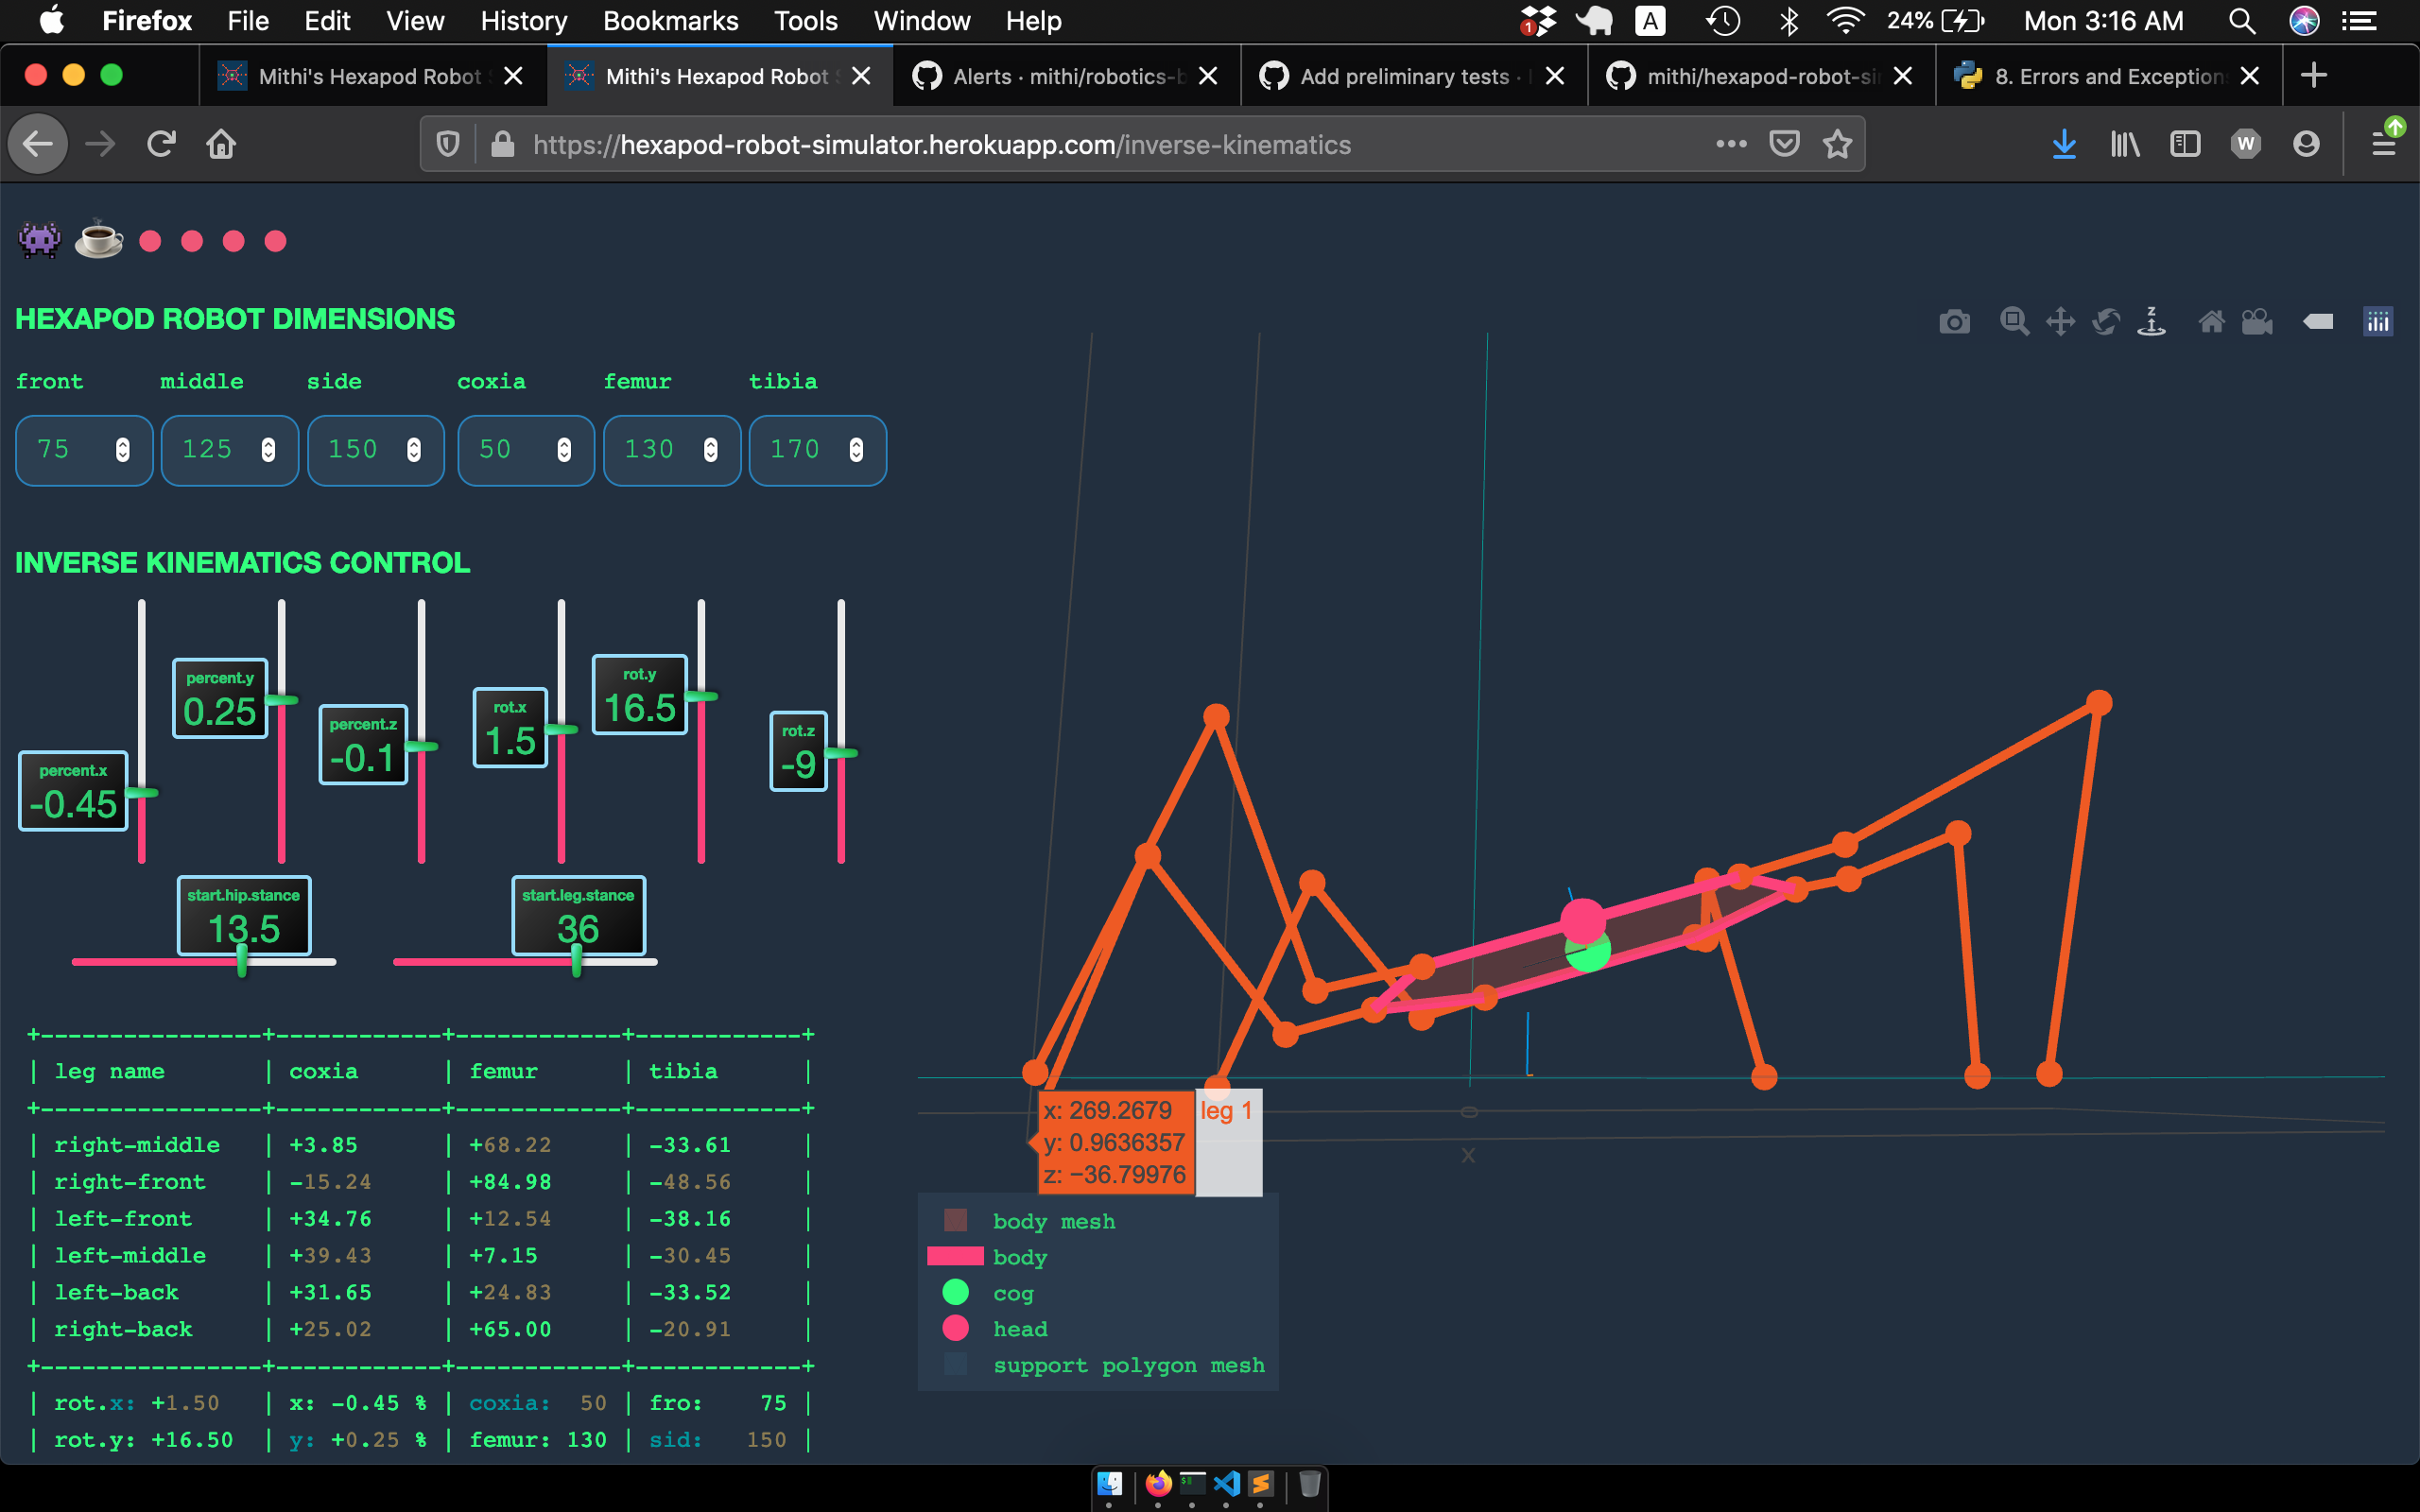 Firefox File Edit View History Bookmarks Tools Window Help 1 A 24% Mon 3:16 AM
Mithi's Hexapod Robot Mithi's Hexapod Robot Alerts · mithi/robotics-b Add preliminary tests · mithi/hexapod-robot-si 8. Errors and Exception
https://hexapod-robot-simulator.herokuapp.com/inverse-kinematics W
HEXAPOD ROBOT DIMENSIONS
front middle side coxia femur tibia
75 125 150 50 130 170
INVERSE KINEMATICS CONTROL
percent.x
-0.45
percent.y
0.25
percent.z
-0.1
rot.x
1.5
rot.y
16.5
rot.z
-9
start.hip.stance
13.5
start.leg.stance
36
+----------------+------------+-------------+------------+
| leg name | coxia | femur | tibia |
+----------------+------------+-------------+------------+
| right-middle | +3.85 | +68.22 | -33.61 |
| right-front | -15.24 | +84.98 | -48.56 |
| left-front | +34.76 | +12.54 | -38.16 |
| left-middle | +39.43 | +7.15 | -30.45 |
| left-back | +31.65 | +24.83 | -33.52 |
| right-back | +25.02 | +65.00 | -20.91 |
+----------------+------------+-------------+------------+
| rot.x: +1.50 | x: -0.45 % | coxia: 50 | fro: 75 |
| rot.y: +16.50 | y: +0.25 % | femur: 130 | sid: 150 |
z
0
x
x: 269.2679
y: 0.9636357
z: −36.79976
leg 1
body mesh
body
cog
head
support polygon mesh